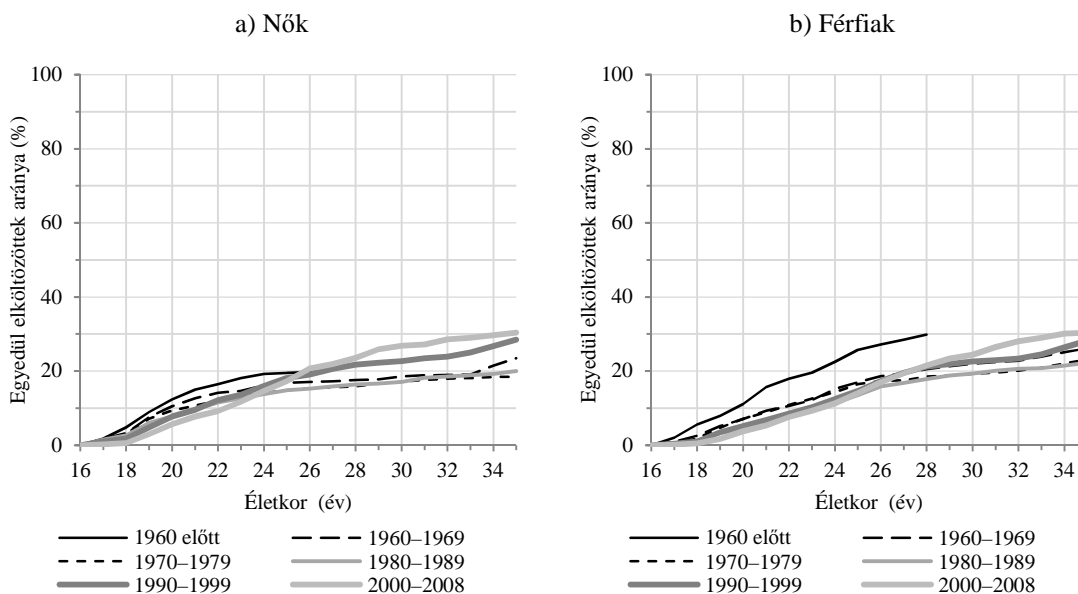 a) Nők
Egyedül elköltözöttek aránya (%)
100
80
60
40
20
0
16 18 20 22 24 26 28 30 32 34
Életkor (év)
1960 előtt
1960–1969
1970–1979
1980–1989
1990–1999
2000–2008
b) Férfiak
Egyedül elköltözöttek aránya (%)
100
80
60
40
20
0
16 18 20 22 24 26 28 30 32 34
Életkor (év)
1960 előtt
1960–1969
1970–1979
1980–1989
1990–1999
2000–2008